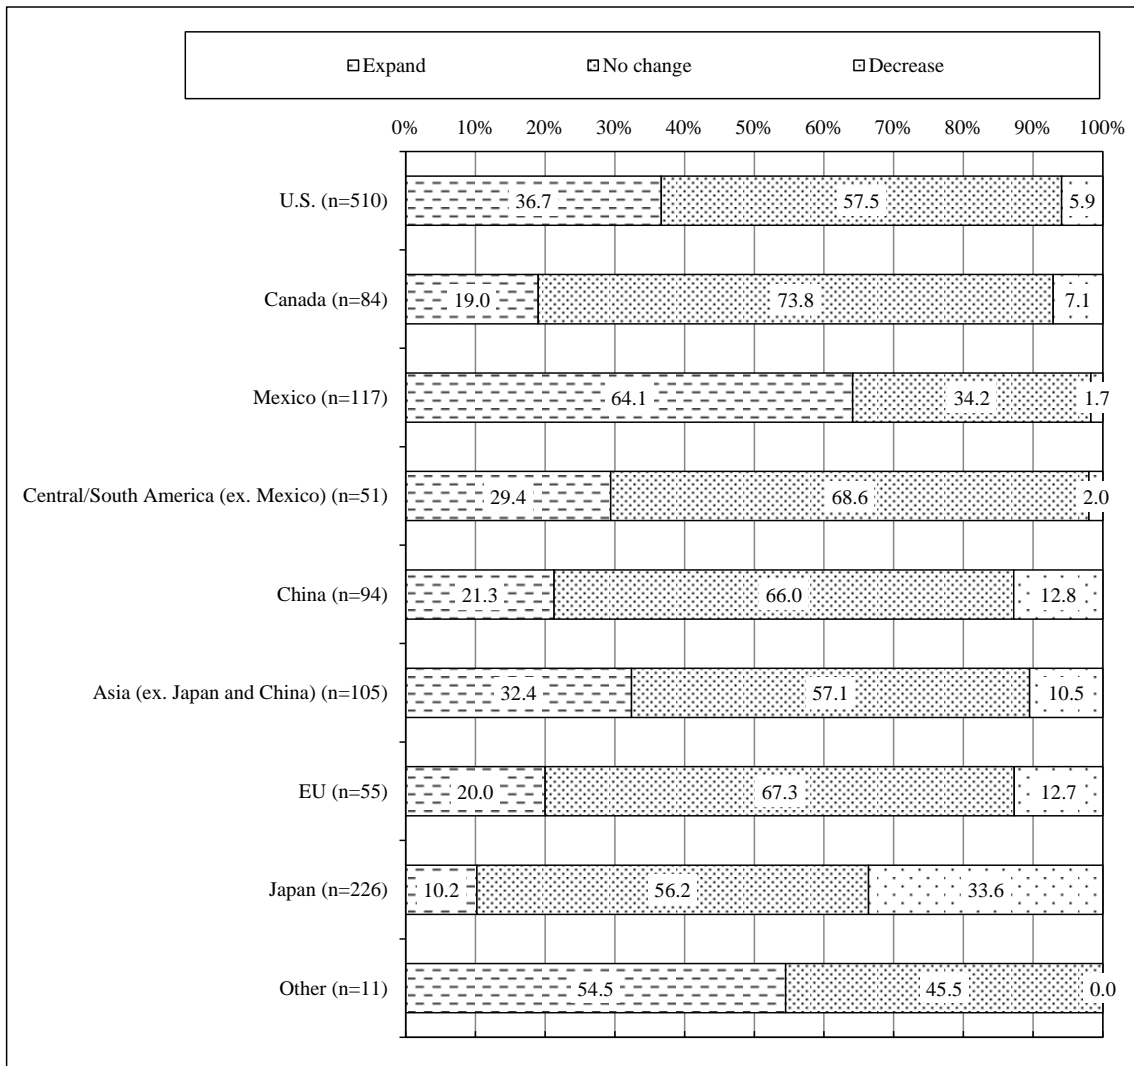 Expand No change Decrease
0% 10% 20% 30% 40% 50% 60% 70% 80% 90% 100%
U.S. (n=510) 36.7 57.5 5.9
Canada (n=84) 19.0 73.8 7.1
Mexico (n=117) 64.1 34.2 1.7
Central/South America (ex. Mexico) (n=51) 29.4 68.6 2.0
China (n=94) 21.3 66.0 12.8
Asia (ex. Japan and China) (n=105) 32.4 57.1 10.5
EU (n=55) 20.0 67.3 12.7
Japan (n=226) 10.2 56.2 33.6
Other (n=11) 54.5 45.5 0.0